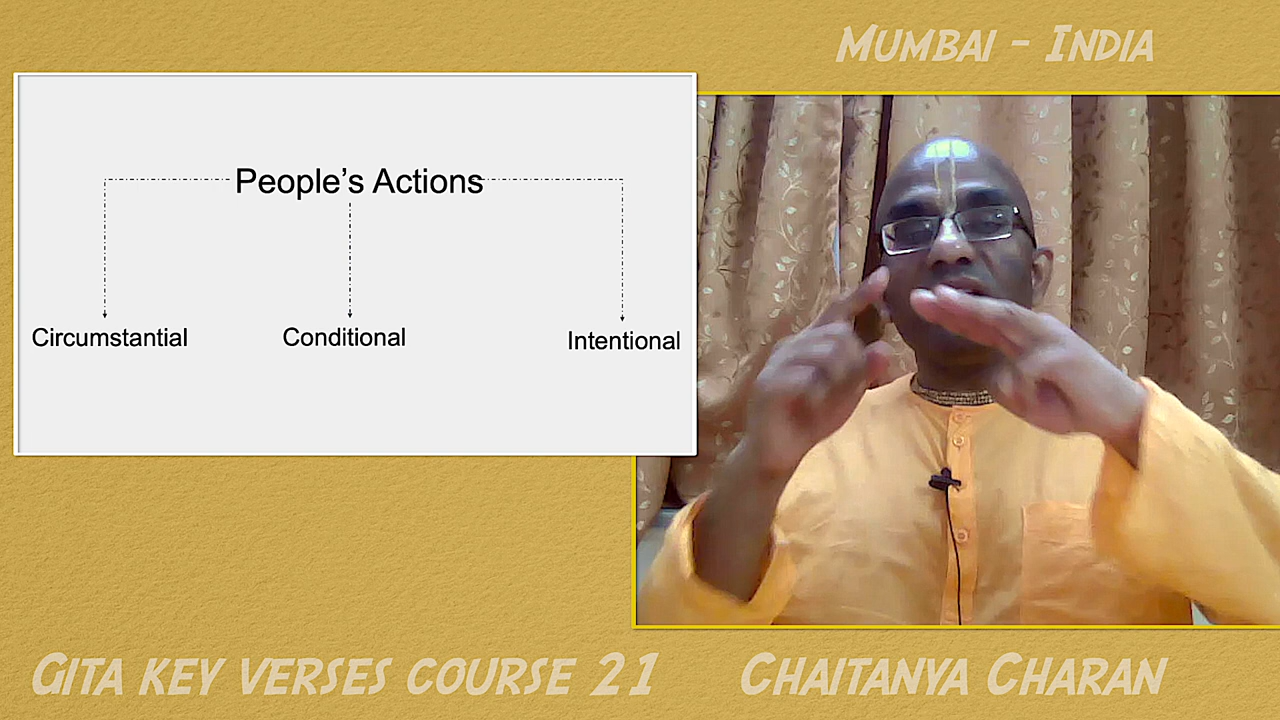 MUMBAI - INDIA
People’s Actions
Circumstantial
Conditional
Intentional
GITA KEY VERSES COURSE 21
CHAITANYA CHARAN